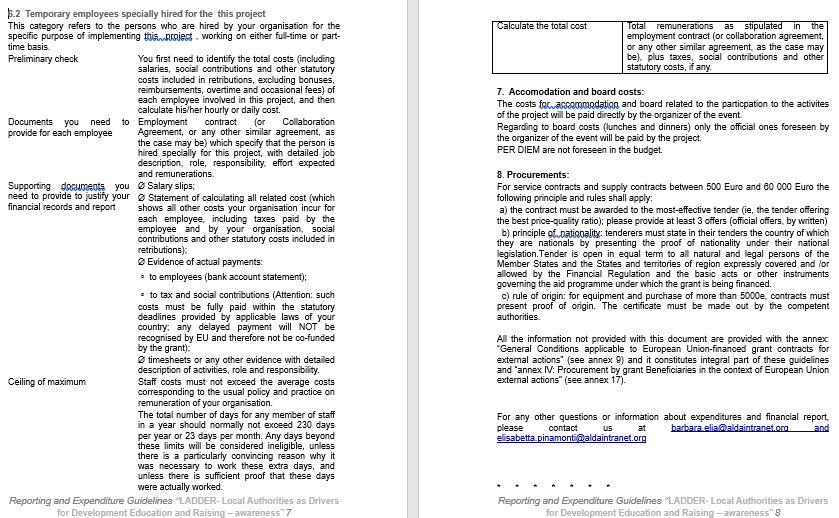 6.2 Temporary employees specially hired for the this project
This category refers to the persons who are hired by your organisation for the
specific purpose of implementing this project , working on either full-time or part-
time basis.
Preliminary check
You first need to identify the total costs (including
salaries, social contributions and other statutory
costs included in retributions, excluding bonuses,
reimbursements, overtime and occasional fees) of
each employee involved in this project, and then
calculate his/her hourly or daily cost.
Documents you need to
provide for each employee
Employment contract (or Collaboration
Agreement, or any other similar agreement, as
the case may be) which specify that the person is
hired specially for this project, with detailed job
description, role, responsibility, effort expected
and remunerations.
Supporting documents you
need to provide to justify your
financial records and report
Ø Salary slips;
Ø Statement of calculating all related cost (which
shows all other costs your organisation incur for
each employee, including taxes paid by the
employee and by your organisation, social
contributions and other statutory costs included in
retributions);
Ø Evidence of actual payments:
° to employees (bank account statement);
° to tax and social contributions (Attention: such
costs must be fully paid within the statutory
deadlines provided by applicable laws of your
country; any delayed payment will NOT be
recognised by EU and therefore not be co-funded
by the grant);
Ø timesheets or any other evidence with detailed
description of activities, role and responsibility.
Ceiling of maximum
Staff costs must not exceed the average costs
corresponding to the usual policy and practice on
remuneration of your organisation.
The total number of days for any member of staff
in a year should normally not exceed 230 days
per year or 23 days per month. Any days beyond
these limits will be considered ineligible, unless
there is a particularly convincing reason why it
was necessary to work these extra days, and
unless there is sufficient proof that these days
were actually worked.
Reporting and Expenditure Guidelines "LADDER- Local Authorities as Drivers
for Development Education and Raising – awareness" 7
Calculate the total cost
Total remunerations as stipulated in the
employment contract (or collaboration agreement,
or any other similar agreement, as the case may
be), plus taxes, social contributions and other
statutory costs, if any.
7. Accomodation and board costs:
The costs for accommodation and board related to the particpation to the activites
of the project will be paid directly by the organizer of the event.
Regarding to board costs (lunches and dinners) only the official ones foreseen by
the organizer of the event will be paid by the project.
PER DIEM are not foreseen in the budget.
8. Procurements:
For service contracts and supply contracts between 500 Euro and 60 000 Euro the
following principle and rules shall apply:
a) the contract must be awarded to the most-effective tender (ie, the tender offering
the best price-quality ratio); please provide at least 3 offers (official offers, by written)
b) principle of nationality: tenderers must state in their tenders the country of which
they are nationals by presenting the proof of nationality under their national
legislation.Tender is open in equal term to all natural and legal persons of the
Member States and the States and territories of region expressly covered and /or
allowed by the Financial Regulation and the basic acts or other instruments
governing the aid programme under which the grant is being financed.
c) rule of origin: for equipment and purchase of more than 5000e, contracts must
present proof of origin. The certificate must be made out by the competent
authorities.
All the information not provided with this document are provided with the annex:
"General Conditions applicable to European Union-financed grant contracts for
external actions" (see annex 9) and it constitutes integral part of these guidelines
and "annex IV: Procurement by grant Beneficiaries in the context of European Union
external actions" (see annex 17).
For any other questions or information about expenditures and financial report,
please contact us at barbara.elia@aldaintranet.org and
elisabetta.pinamonti@aldaintranet.org
* * * * * * *
Reporting and Expenditure Guidelines "LADDER- Local Authorities as Drivers
for Development Education and Raising – awareness" 8